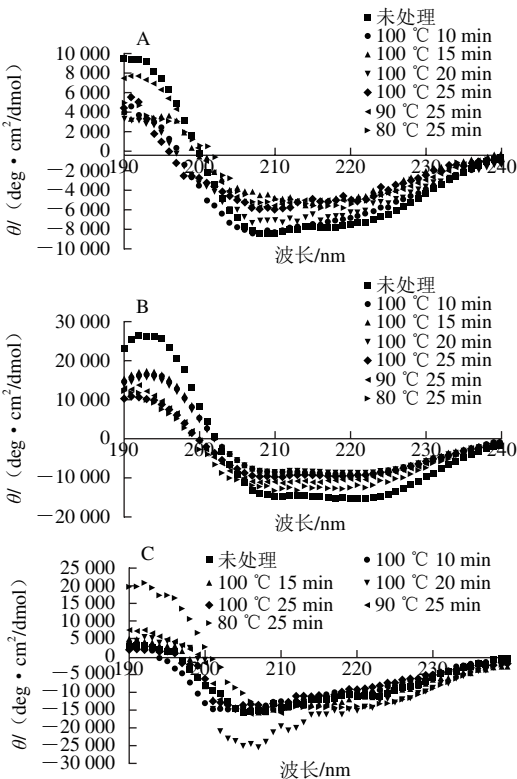 A
■ 未处理
● 100 ℃ 10 min
▲ 100 ℃ 15 min
▼ 100 ℃ 20 min
◆ 100 ℃ 25 min
◄ 90 ℃ 25 min
► 80 ℃ 25 min
10 000
8 000
6 000
4 000
2 000
0
−2 000
−4 000
−6 000
−8 000
−10 000
190 200 210 220 230 240
θ/（deg·cm²/dmol）
波长/nm
B
■ 未处理
● 100 ℃ 10 min
▲ 100 ℃ 15 min
▼ 100 ℃ 20 min
◆ 100 ℃ 25 min
◄ 90 ℃ 25 min
► 80 ℃ 25 min
30 000
20 000
10 000
0
−10 000
−20 000
190 200 210 220 230 240
θ/（deg·cm²/dmol）
波长/nm
C
■ 未处理 ● 100 ℃ 10 min
▲ 100 ℃ 15 min ▼ 100 ℃ 20 min
◆ 100 ℃ 25 min ◄ 90 ℃ 25 min
► 80 ℃ 25 min
25 000
20 000
15 000
10 000
5 000
0
−5 000
−10 000
−15 000
−20 000
−25 000
−30 000
190 200 210 220 230 240
θ/（deg·cm²/dmol）
波长/nm